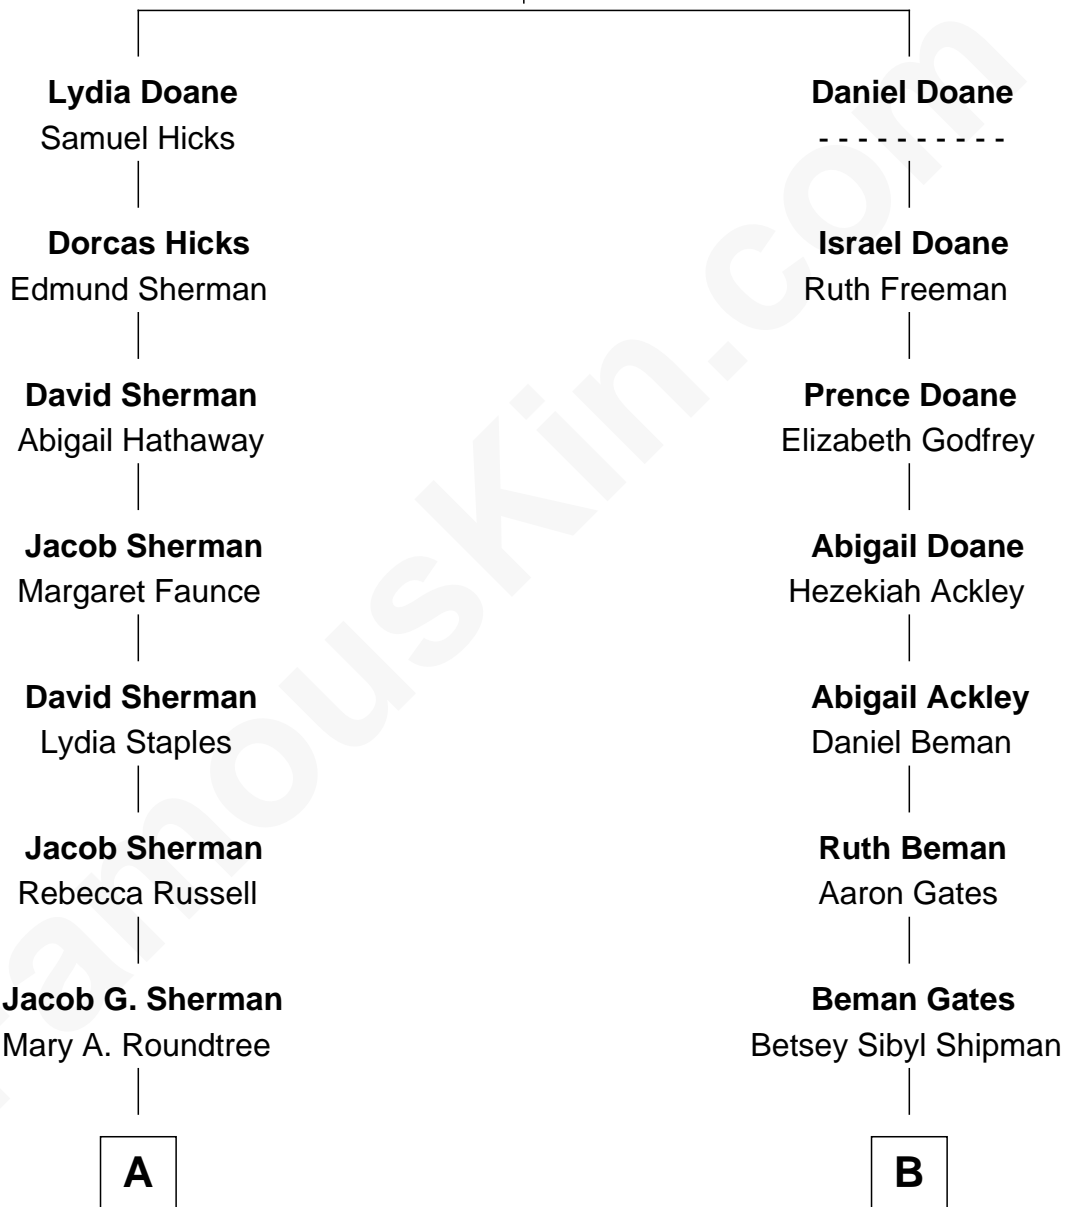 Lydia Doane
Samuel Hicks
Daniel Doane
- - - - - - - - - -
Dorcas Hicks
Edmund Sherman
Israel Doane
Ruth Freeman
David Sherman
Abigail Hathaway
Prence Doane
Elizabeth Godfrey
Jacob Sherman
Margaret Faunce
Abigail Doane
Hezekiah Ackley
David Sherman
Lydia Staples
Abigail Ackley
Daniel Beman
Jacob Sherman
Rebecca Russell
Ruth Beman
Aaron Gates
Jacob G. Sherman
Mary A. Roundtree
Beman Gates
Betsey Sibyl Shipman
A
B
FamousKin.com